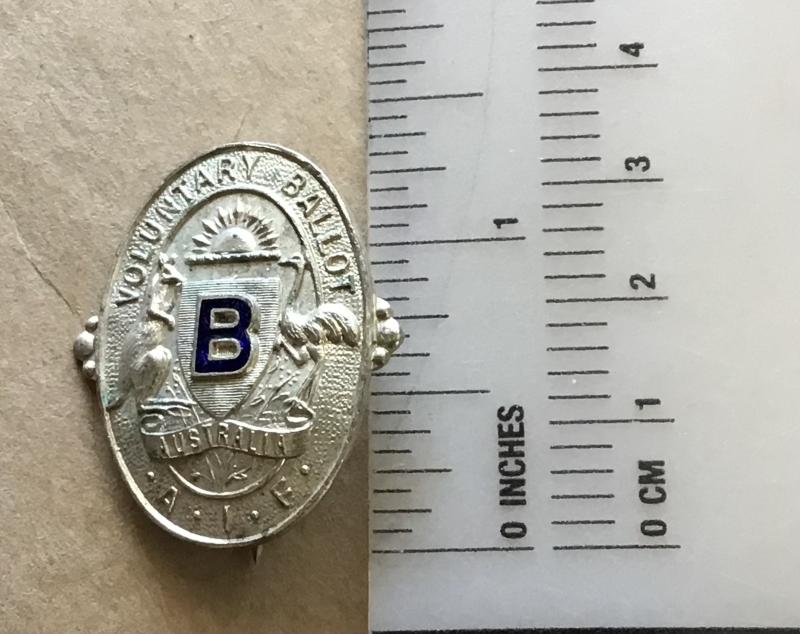 VOLUNTARY BALLOT
B
AUSTRALIA
A · I · F ·
4
3
2
1
0 CM
1
0 INCHES